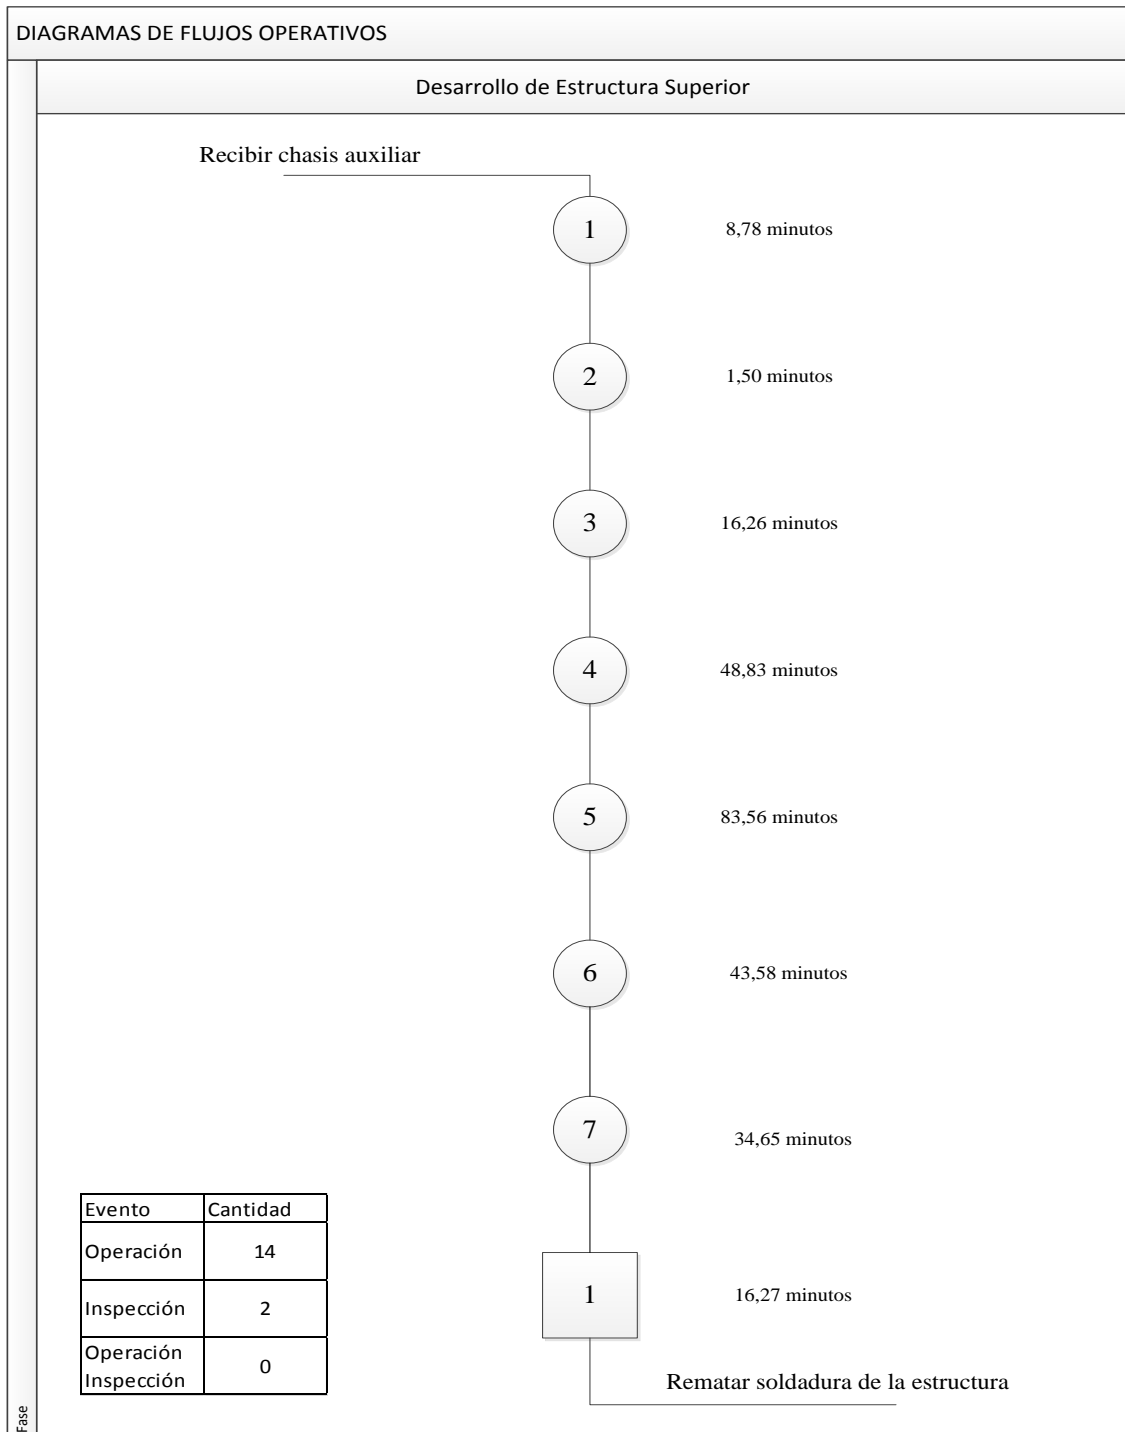 DIAGRAMAS DE FLUJOS OPERATIVOS
Desarrollo de Estructura Superior
Recibir chasis auxiliar
1
8,78 minutos
2
1,50 minutos
3
16,26 minutos
4
48,83 minutos
5
83,56 minutos
6
43,58 minutos
7
34,65 minutos
Evento Cantidad
Operación 14
Inspección 2
Operación
Inspección 0
1
16,27 minutos
Rematar soldadura de la estructura
Fase